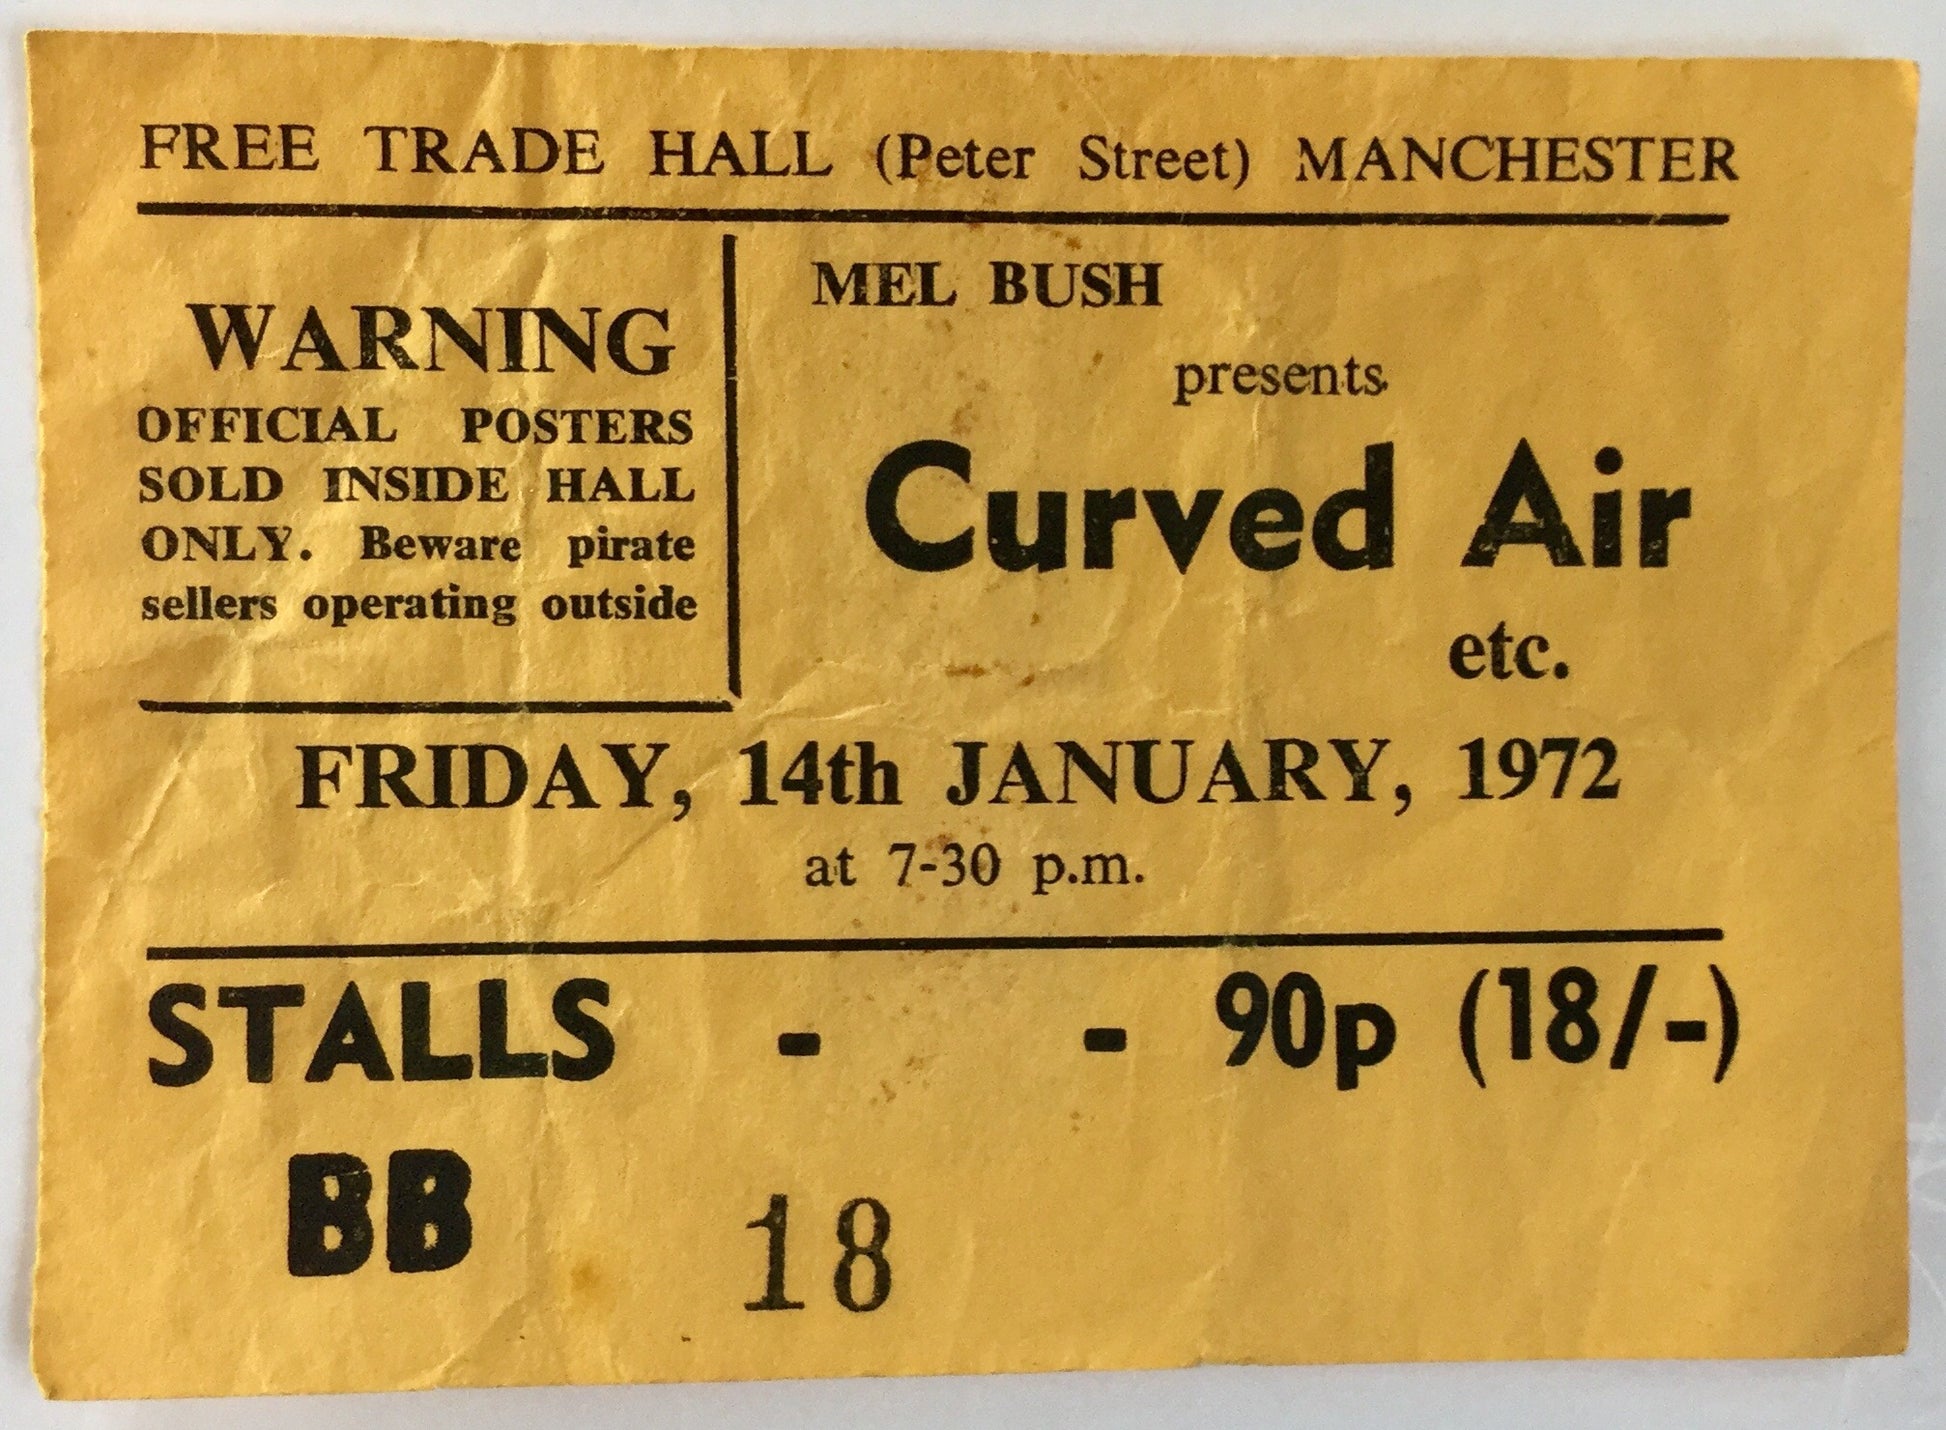 FREE TRADE HALL (Peter Street) MANCHESTER
WARNING
OFFICIAL POSTERS
SOLD INSIDE HALL
ONLY. Beware pirate
sellers operating outside
MEL BUSH
presents
Curved Air
etc.
FRIDAY, 14th JANUARY, 1972
at 7-30 p.m.
STALLS - - 90p (18/-)
BB 18